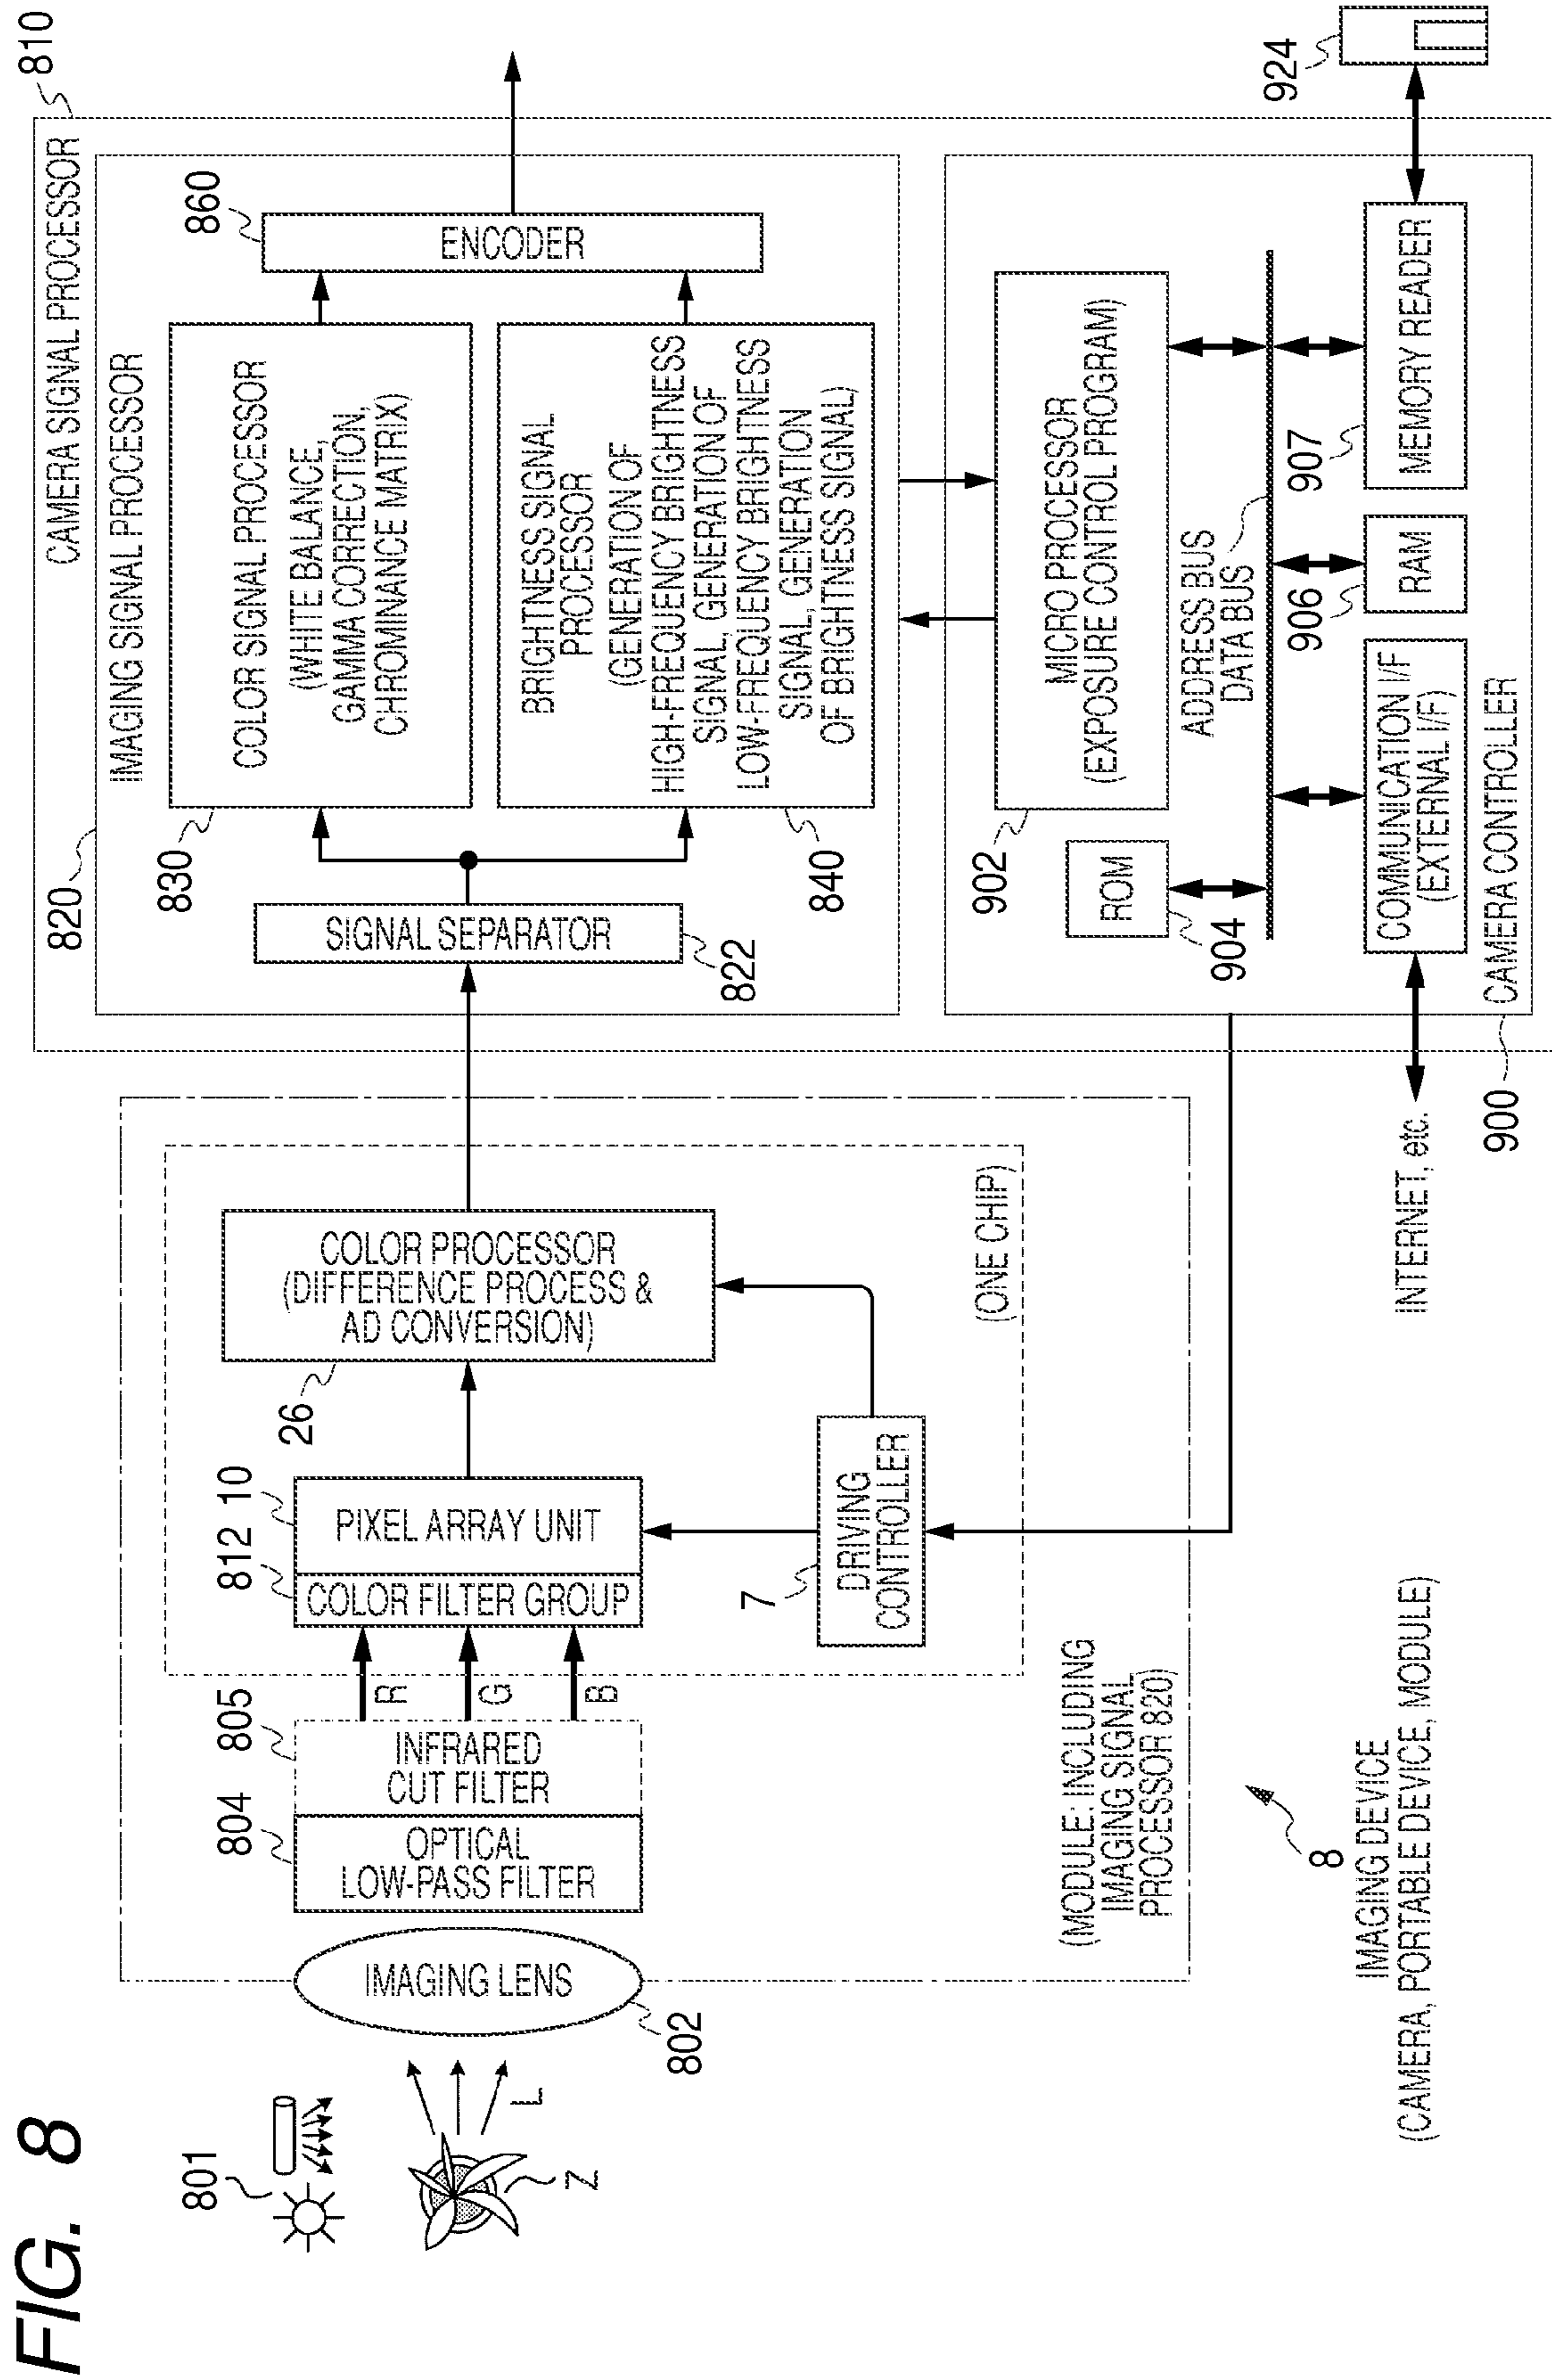 FIG. 8
801
Z
L
IMAGING LENS
802
804
OPTICAL
LOW-PASS FILTER
805
INFRARED
CUT FILTER
R
G
B
812
COLOR FILTER GROUP
10
PIXEL ARRAY UNIT
26
COLOR PROCESSOR
(DIFFERENCE PROCESS &
AD CONVERSION)
7
DRIVING
CONTROLLER
(ONE CHIP)
(MODULE: INCLUDING
IMAGING SIGNAL
PROCESSOR 820)
8
IMAGING DEVICE
(CAMERA, PORTABLE DEVICE, MODULE)
810
CAMERA SIGNAL PROCESSOR
820
IMAGING SIGNAL PROCESSOR
SIGNAL SEPARATOR
822
830
COLOR SIGNAL PROCESSOR
(WHITE BALANCE,
GAMMA CORRECTION,
CHROMINANCE MATRIX)
840
BRIGHTNESS SIGNAL
PROCESSOR
(GENERATION OF
HIGH-FREQUENCY BRIGHTNESS
SIGNAL, GENERATION OF
LOW-FREQUENCY BRIGHTNESS
SIGNAL, GENERATION
OF BRIGHTNESS SIGNAL)
860
ENCODER
902
MICRO PROCESSOR
(EXPOSURE CONTROL PROGRAM)
ROM
904
ADDRESS BUS
DATA BUS
COMMUNICATION I/F
(EXTERNAL I/F)
906
RAM
907
MEMORY READER
924
CAMERA CONTROLLER
900
INTERNET, etc.